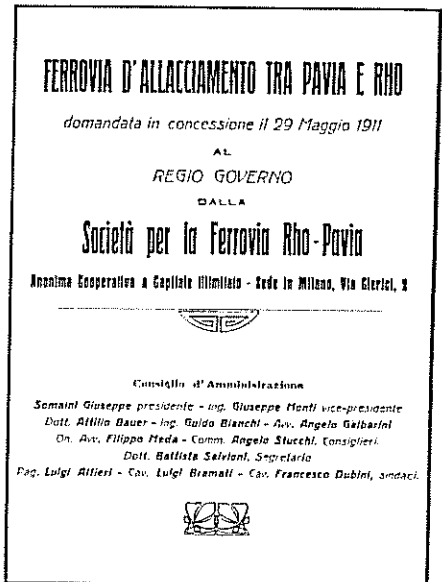 FERROVIA D'ALLACCIAMENTO TRA PAVIA E RHO
domandata in concessione il 29 Maggio 1911
AL
REGIO GOVERNO
DALLA
Società per la Ferrovia Rho-Pavia
Anonima Cooperativa a Capitale Illimitato - Sede in Milano, Via Clerici, 2
Consiglio d'Amministrazione
Somaini Giuseppe presidente - Ing. Giuseppe Monti vice-presidente
Dott. Attilio Bauer - Ing. Guido Bianchi - Avv. Angelo Galbarini
On. Avv. Filippo Meda - Comm. Angelo Stucchi, Consiglieri.
Dott. Battista Salvioni, Segretario
Rag. Luigi Altieri - Cav. Luigi Bramati - Cav. Francesco Dubini, sindaci.